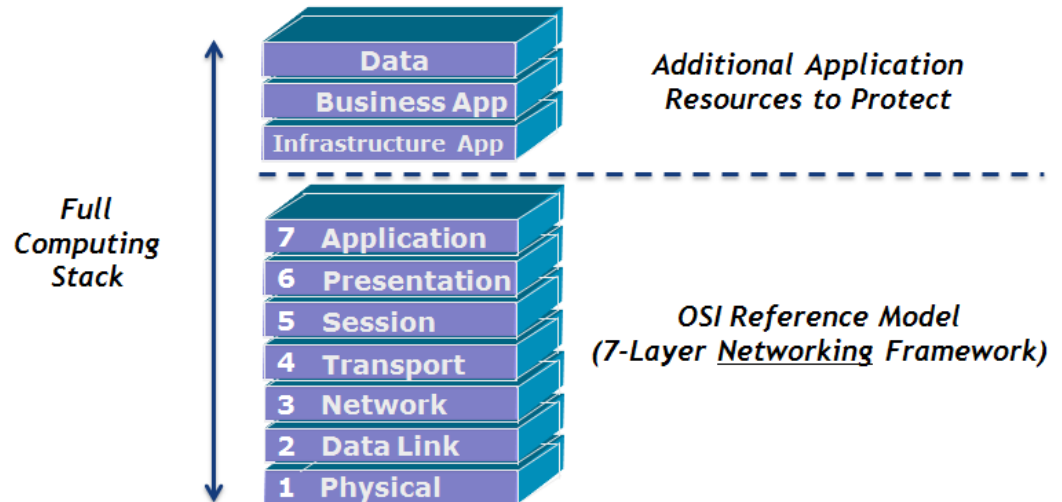 Data
Business App
Infrastructure App
Additional Application
Resources to Protect
Full
Computing
Stack
7 Application
6 Presentation
5 Session
4 Transport
3 Network
2 Data Link
1 Physical
OSI Reference Model
(7-Layer Networking Framework)